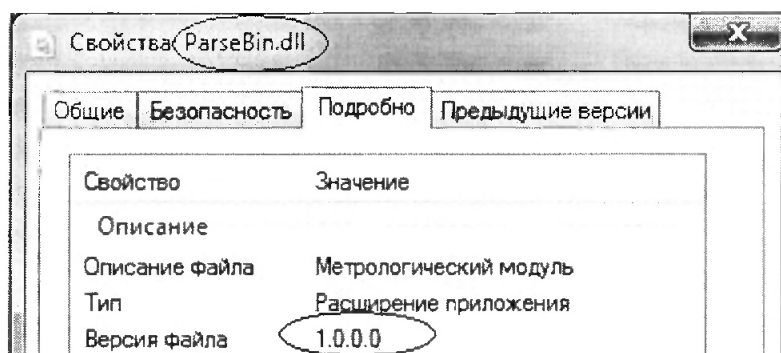 Свойства: ParseBin.dll
Общие Безопасность Подробно Предыдущие версии
Свойство Значение
Описание
Описание файла Метрологический модуль
Тип Расширение приложения
Версия файла 1.0.0.0